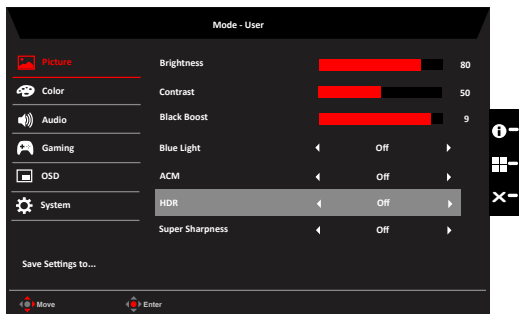 Mode - User
Picture
Brightness 80
Color
Contrast 50
Audio
Black Boost 9
Gaming
Blue Light Off
OSD
ACM Off
System
HDR Off
Super Sharpness Off
Save Settings to...
Move Enter